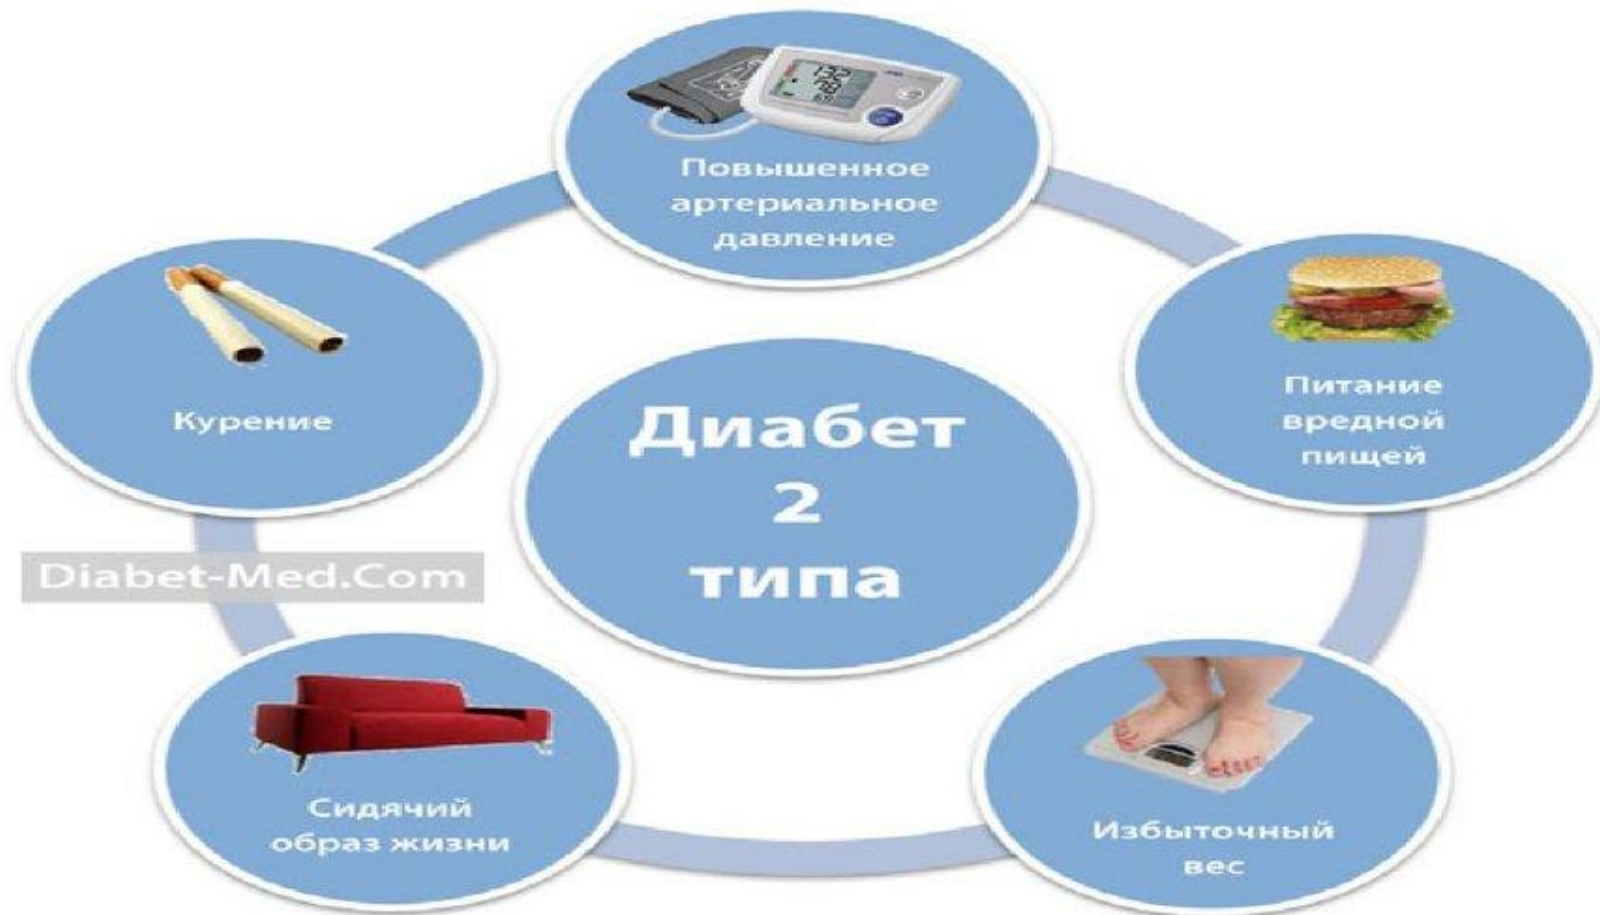 Повышенное
артериальное
давление
Питание
вредной
пищей
Курение
Диабет
2
типа
Diabet-Med.Com
Сидячий
образ жизни
Избыточный
вес